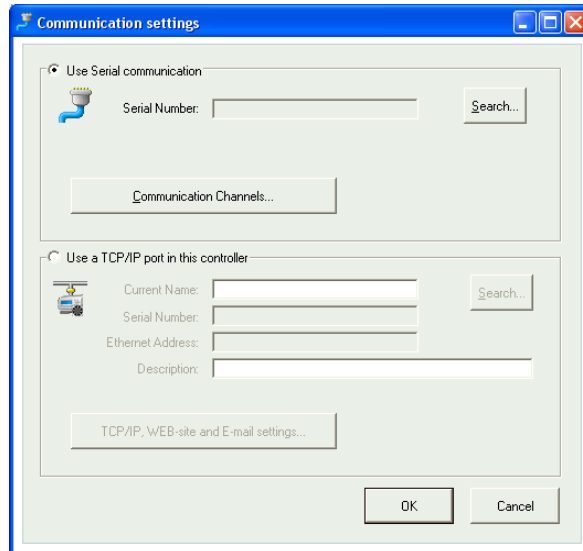 Communication settings
Use Serial communication
Serial Number:
Search...
Communication Channels...
Use a TCP/IP port in this controller
Current Name:
Search...
Serial Number:
Ethernet Address:
Description:
TCP/IP, WEB-site and E-mail settings...
OK
Cancel